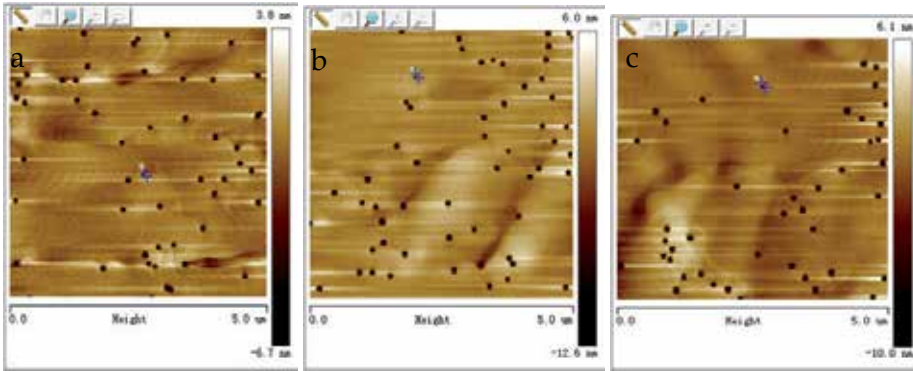 3.8 nm
a
0.0 Height 5.0 um
-6.7 nm
6.0 nm
b
0.0 Height 5.0 um
-12.6 nm
6.1 nm
c
0.0 Height 5.0 um
-10.0 nm